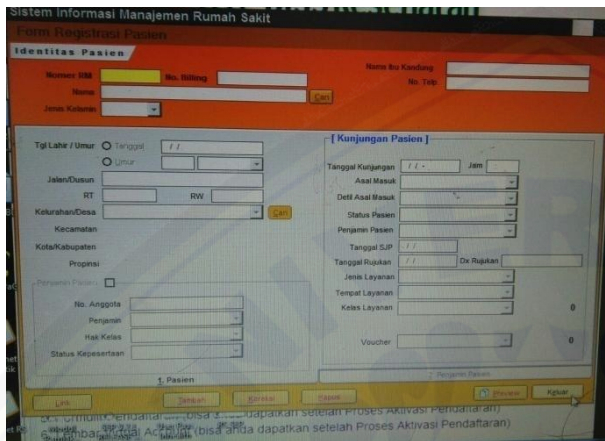 Sistem Informasi Manajemen Rumah Sakit
Form Registrasi Pasien
Identitas Pasien
Nomer RM
No. Billing
Nama
Cari
Jenis Kelamin
Nama Ibu Kandung
No. Telp
Tgl Lahir / Umur
Tanggal
/ /
Umur
Jalan/Dusun
RT
RW
Kelurahan/Desa
Cari
Kecamatan
Kota/Kabupaten
Propinsi
Penjamin Pasien
No. Anggota
Penjamin
Hak Kelas
Status Kepesertaan
1. Pasien
[ Kunjungan Pasien ]
Tanggal Kunjungan
/ / -
Jam
Asal Masuk
Detil Asal Masuk
Status Pasien
Penjamin Pasien
Tanggal SJP
/ /
Tanggal Rujukan
/ /
Dx Rujukan
Jenis Layanan
Tempat Layanan
Kelas Layanan
0
Voucher
0
2. Penjamin Pasien
Tambah
Koreksi
Preview
Keluar
dapatkan setelah Proses Aktivasi Pendaftaran)
(bisa anda dapatkan setelah Proses Aktivasi Pendaftaran)